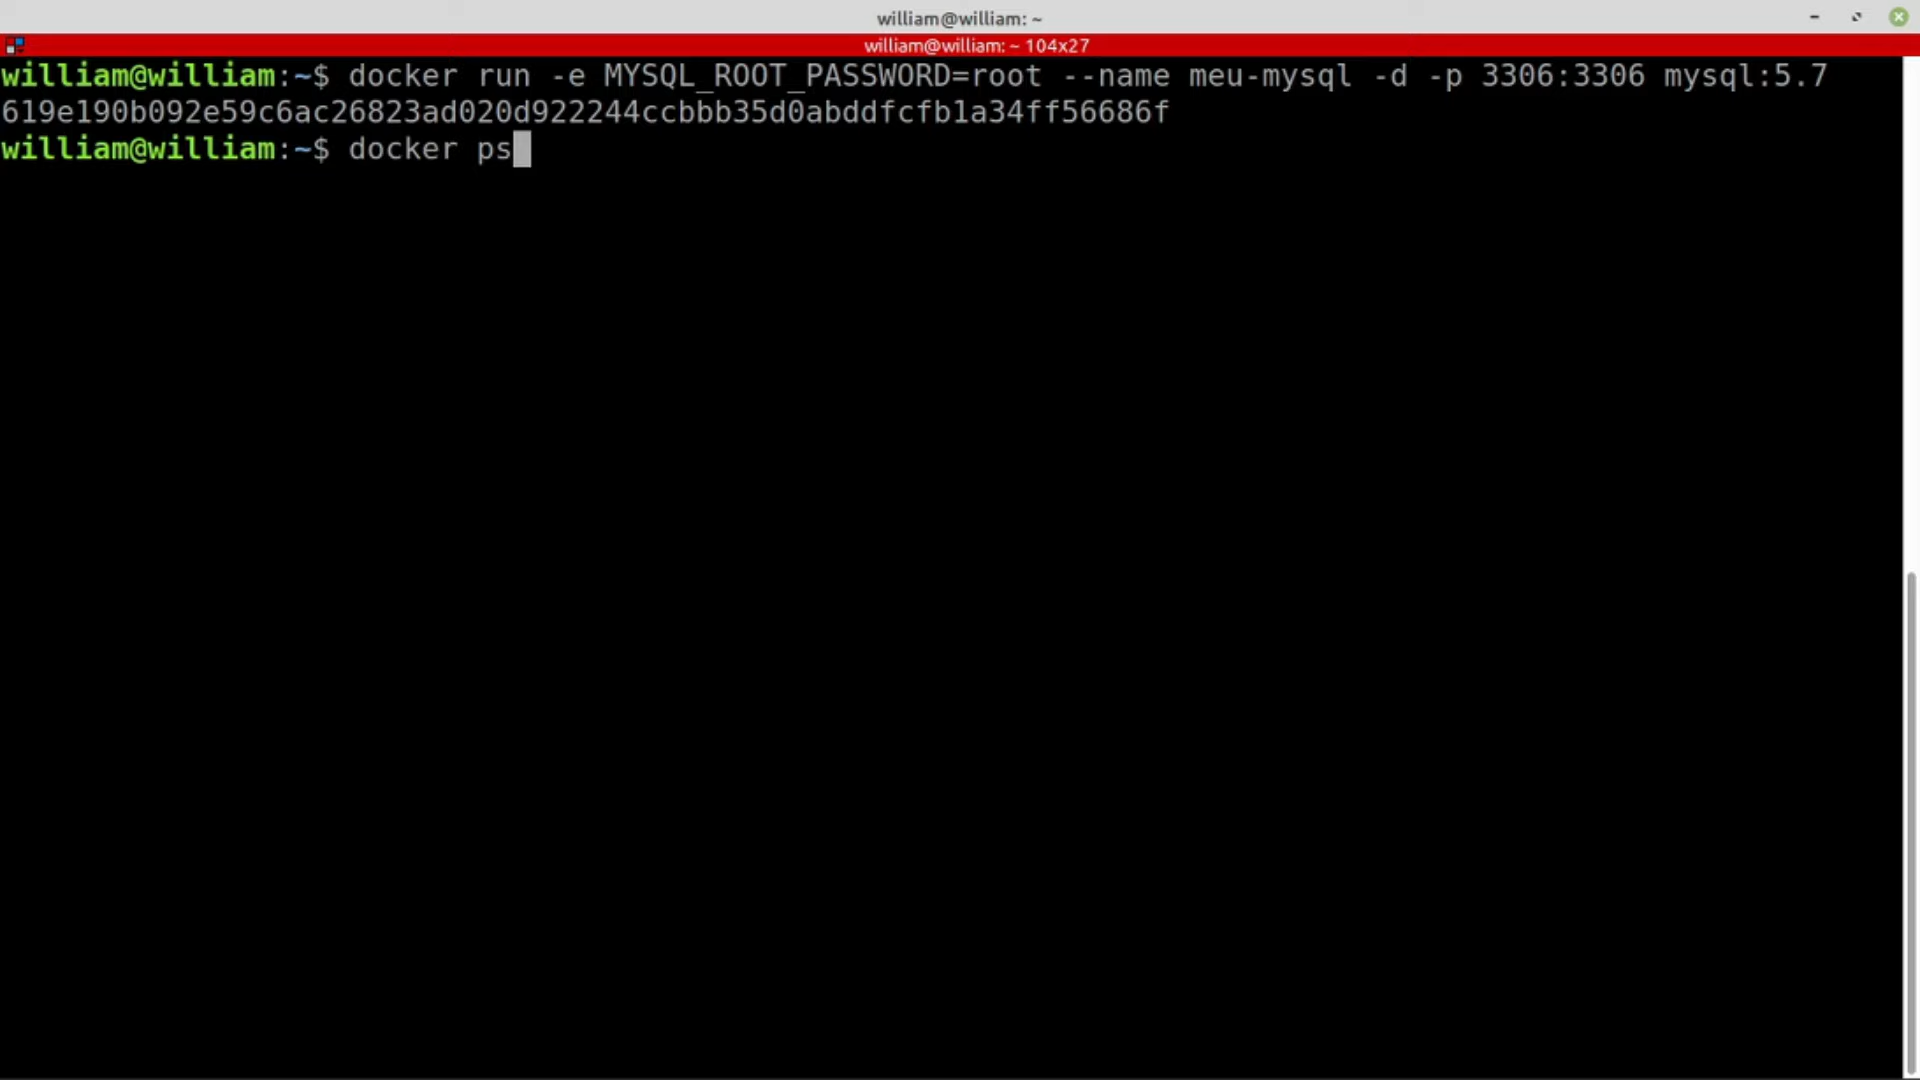 william@william: ~
william@william: ~ 104x27
william@william:~$ docker run -e MYSQL_ROOT_PASSWORD=root --name meu-mysql -d -p 3306:3306 mysql:5.7
619e190b092e59c6ac26823ad020d922244ccbbb35d0abddfcfb1a34ff56686f
william@william:~$ docker ps